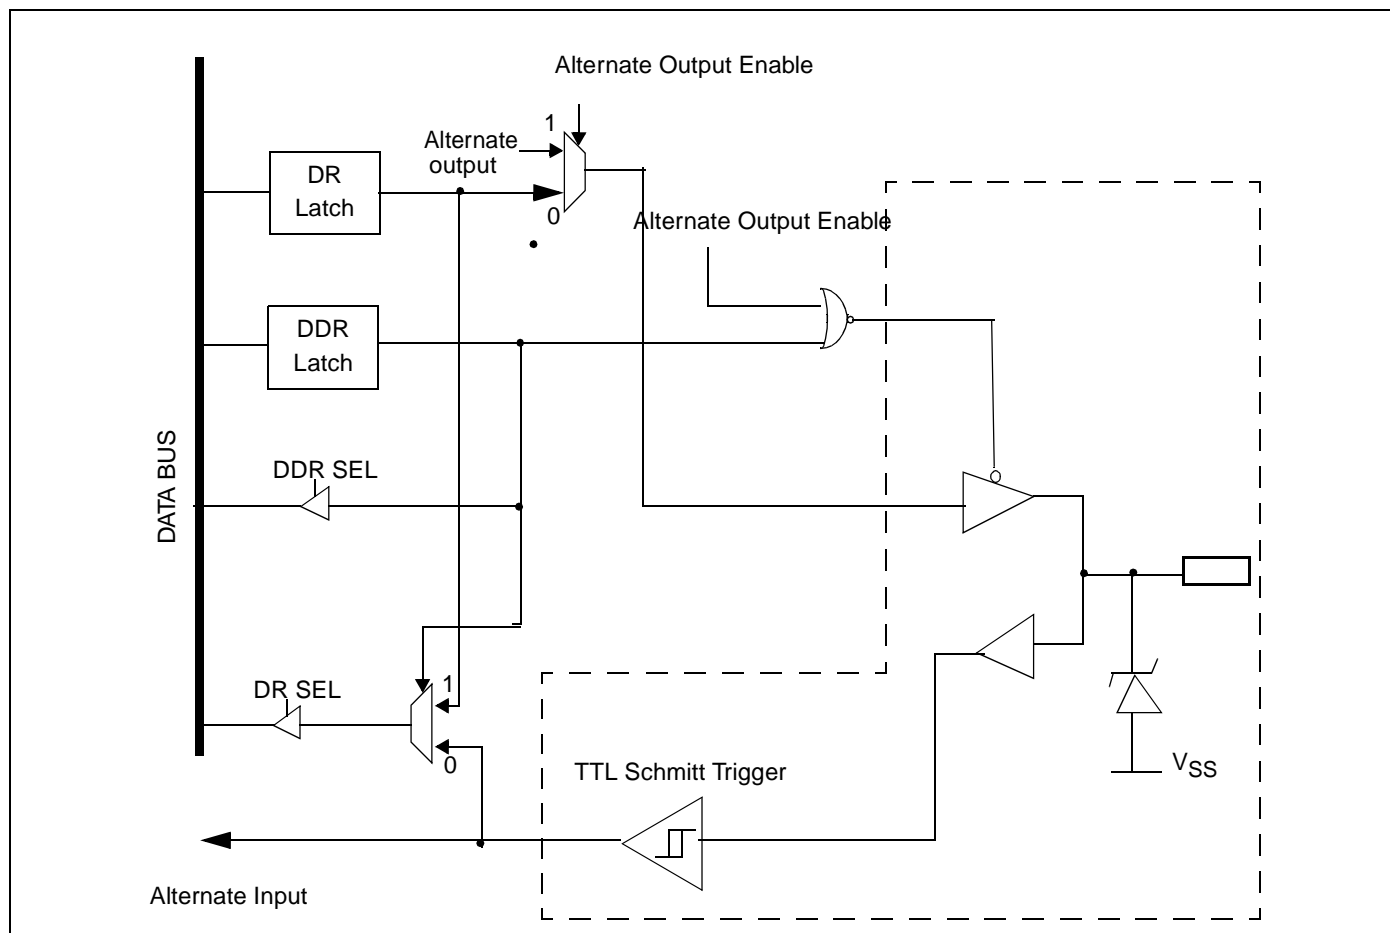 Alternate Output Enable
1
Alternate
output
DR
Latch
0
Alternate Output Enable
DDR
Latch
DATA BUS
DDR SEL
DR SEL
1
0
TTL Schmitt Trigger
VSS
Alternate Input